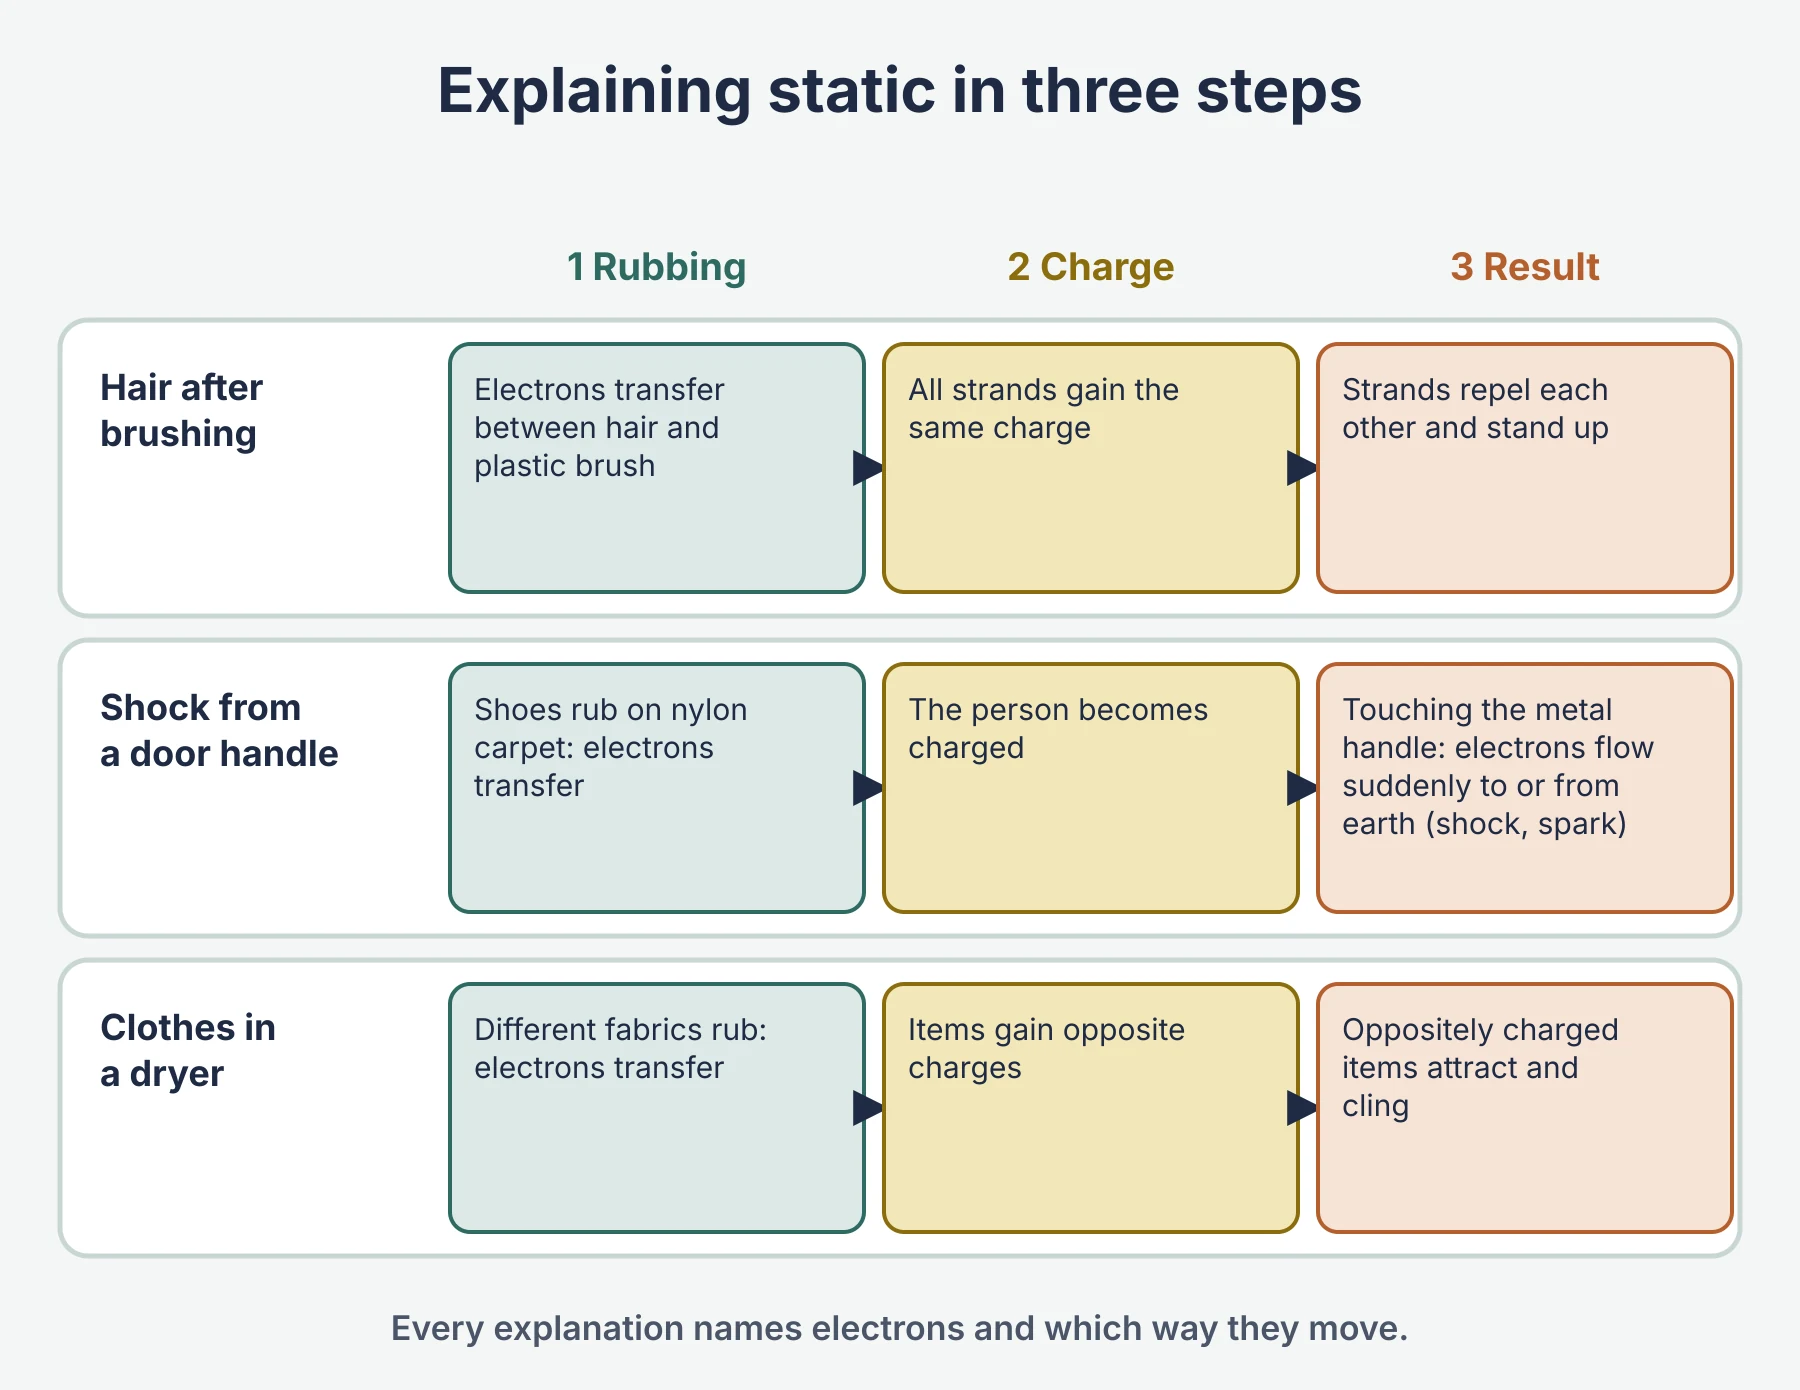 Explaining static in three steps
1 Rubbing
2 Charge
3 Result
Hair after
brushing
Electrons transfer
between hair and
plastic brush
All strands gain the
same charge
Strands repel each
other and stand up
Shock from
a door handle
Shoes rub on nylon
carpet: electrons
transfer
The person becomes
charged
Touching the metal
handle: electrons flow
suddenly to or from
earth (shock, spark)
Clothes in
a dryer
Different fabrics rub:
electrons transfer
Items gain opposite
charges
Oppositely charged
items attract and
cling
Every explanation names electrons and which way they move.